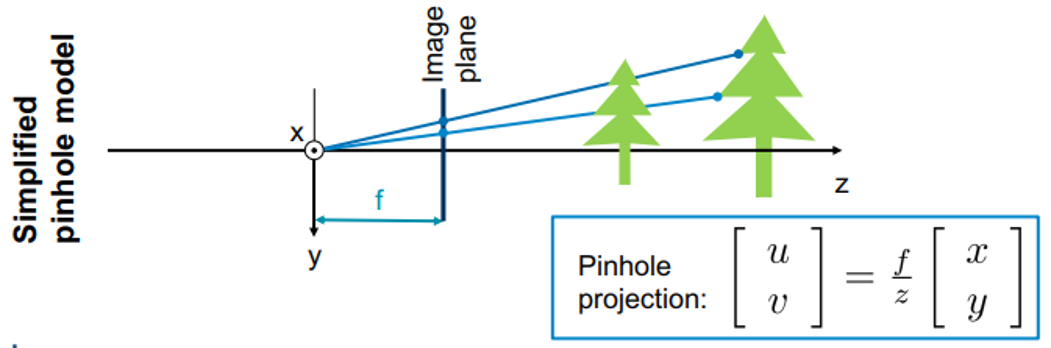 Simplified
pinhole model
Image
plane
x
f
z
y
Pinhole
projection:
[ u v ] = f/z [ x y ]